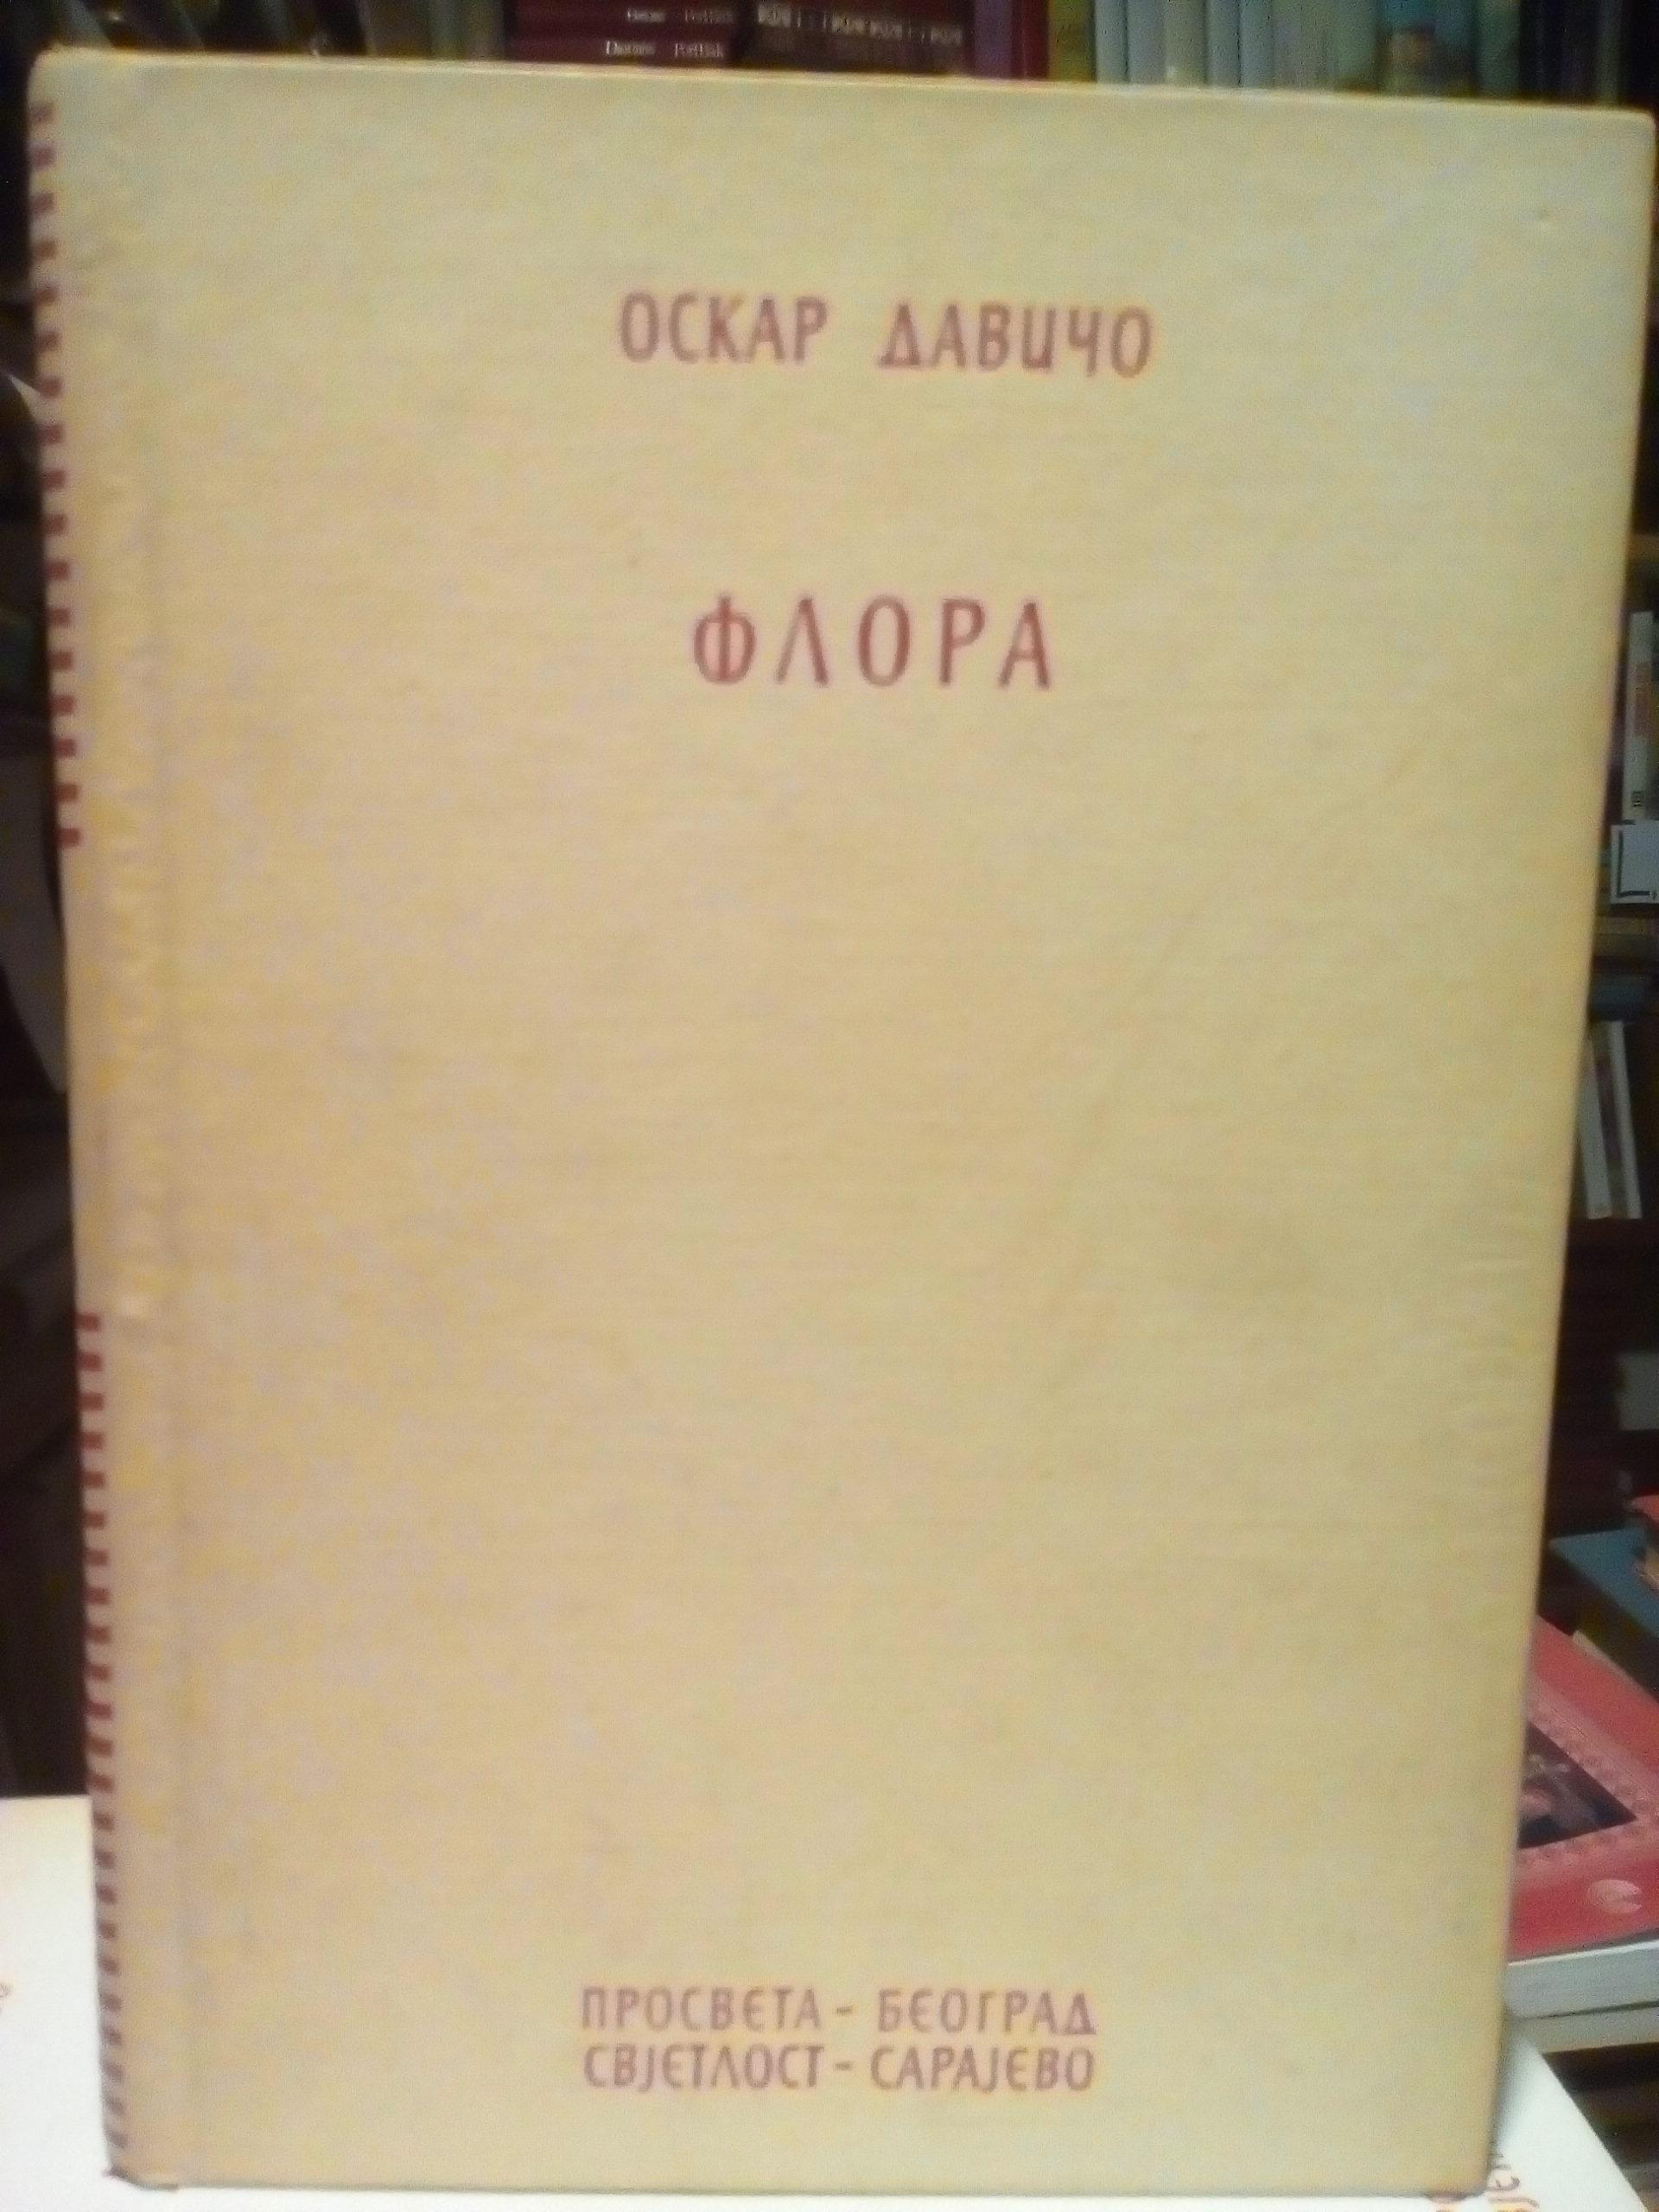 ОСКАР ДАВИЧО
ФЛОРА
ПРОСВЕТА - БЕОГРАД
СВЈЕТЛОСТ - САРАЈЕВО